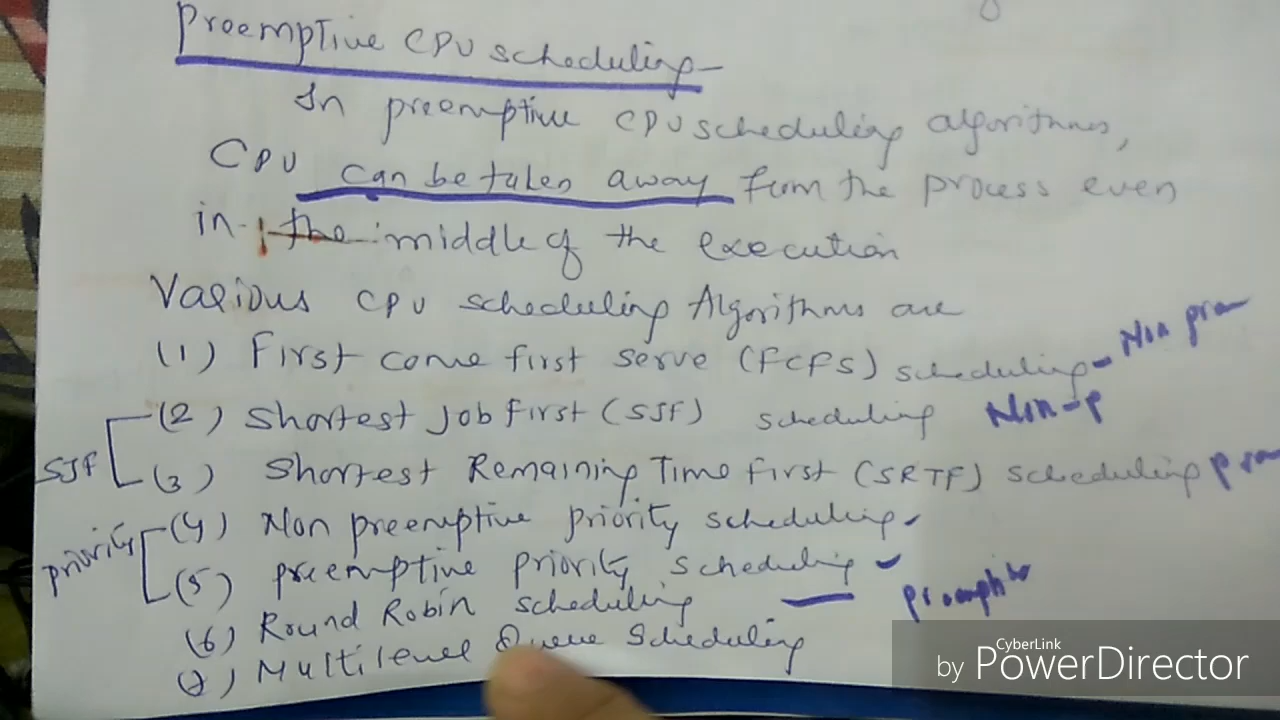 Preemptive CPU scheduling -
In preemptive CPU scheduling algorithms,
CPU can be taken away from the process even
in the middle of the execution
Various CPU scheduling Algorithms are
(1) First come first serve (FCFS) scheduling - Non pre
(2) Shortest Job First (SJF) scheduling Non-p
SJF
(3) Shortest Remaining Time First (SRTF) scheduling pre
(4) Non preemptive priority scheduling
priority
(5) preemptive priority scheduling
(6) Round Robin scheduling
(7) Multilevel Queue Scheduling
CyberLink
by PowerDirector